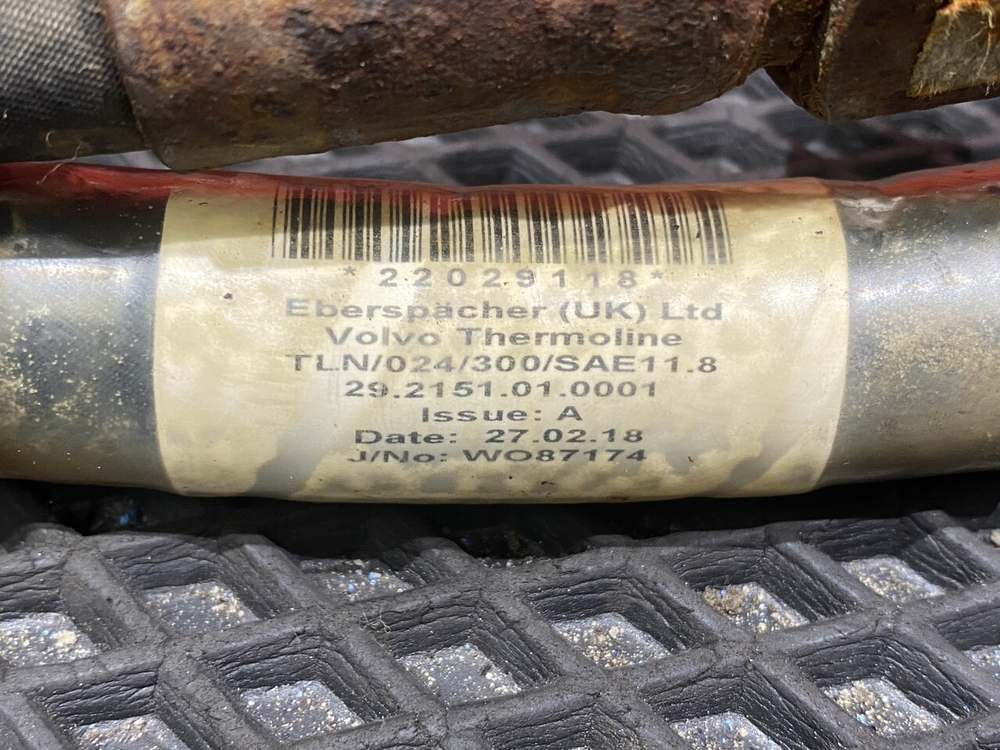 *22029118*
Eberspächer (UK) Ltd
Volvo Thermoline
TLN/024/300/SAE11.8
29.2151.01.0001
Issue: A
Date: 27.02.18
J/No: WO87174